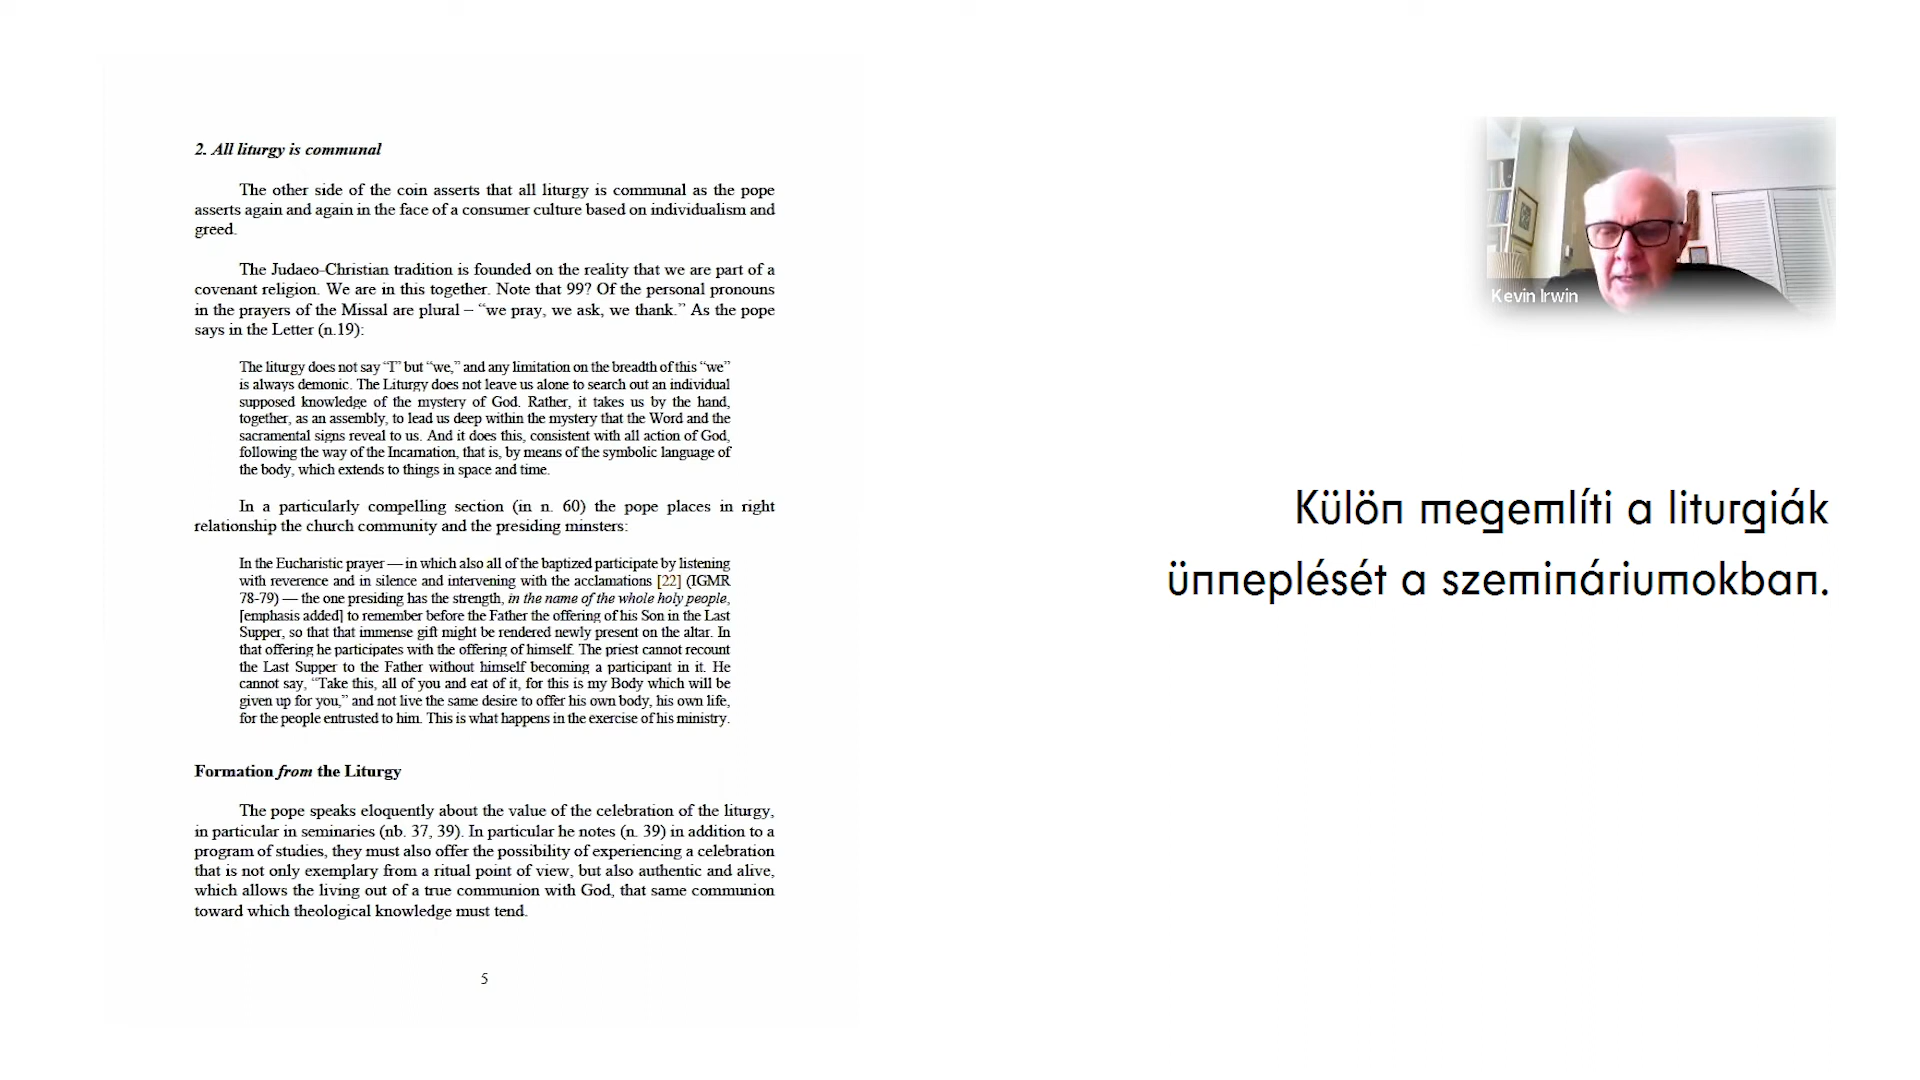 2. All liturgy is communal
The other side of the coin asserts that all liturgy is communal as the pope
asserts again and again in the face of a consumer culture based on individualism and
greed.
The Judaeo-Christian tradition is founded on the reality that we are part of a
covenant religion. We are in this together. Note that 99? Of the personal pronouns
in the prayers of the Missal are plural – “we pray, we ask, we thank.” As the pope
says in the Letter (n.19):
The liturgy does not say “I” but “we,” and any limitation on the breadth of this “we”
is always demonic. The Liturgy does not leave us alone to search out an individual
supposed knowledge of the mystery of God. Rather, it takes us by the hand,
together, as an assembly, to lead us deep within the mystery that the Word and the
sacramental signs reveal to us. And it does this, consistent with all action of God,
following the way of the Incarnation, that is, by means of the symbolic language of
the body, which extends to things in space and time.
In a particularly compelling section (in n. 60) the pope places in right
relationship the church community and the presiding minsters:
In the Eucharistic prayer — in which also all of the baptized participate by listening
with reverence and in silence and intervening with the acclamations [22] (IGMR
78-79) — the one presiding has the strength, in the name of the whole holy people,
[emphasis added] to remember before the Father the offering of his Son in the Last
Supper, so that that immense gift might be rendered newly present on the altar. In
that offering he participates with the offering of himself. The priest cannot recount
the Last Supper to the Father without himself becoming a participant in it. He
cannot say, “Take this, all of you and eat of it, for this is my Body which will be
given up for you,” and not live the same desire to offer his own body, his own life,
for the people entrusted to him. This is what happens in the exercise of his ministry.
Formation from the Liturgy
The pope speaks eloquently about the value of the celebration of the liturgy,
in particular in seminaries (nb. 37, 39). In particular he notes (n. 39) in addition to a
program of studies, they must also offer the possibility of experiencing a celebration
that is not only exemplary from a ritual point of view, but also authentic and alive,
which allows the living out of a true communion with God, that same communion
toward which theological knowledge must tend.
5
Kevin Irwin
Külön megemlíti a liturgiák
ünneplését a szemináriumokban.